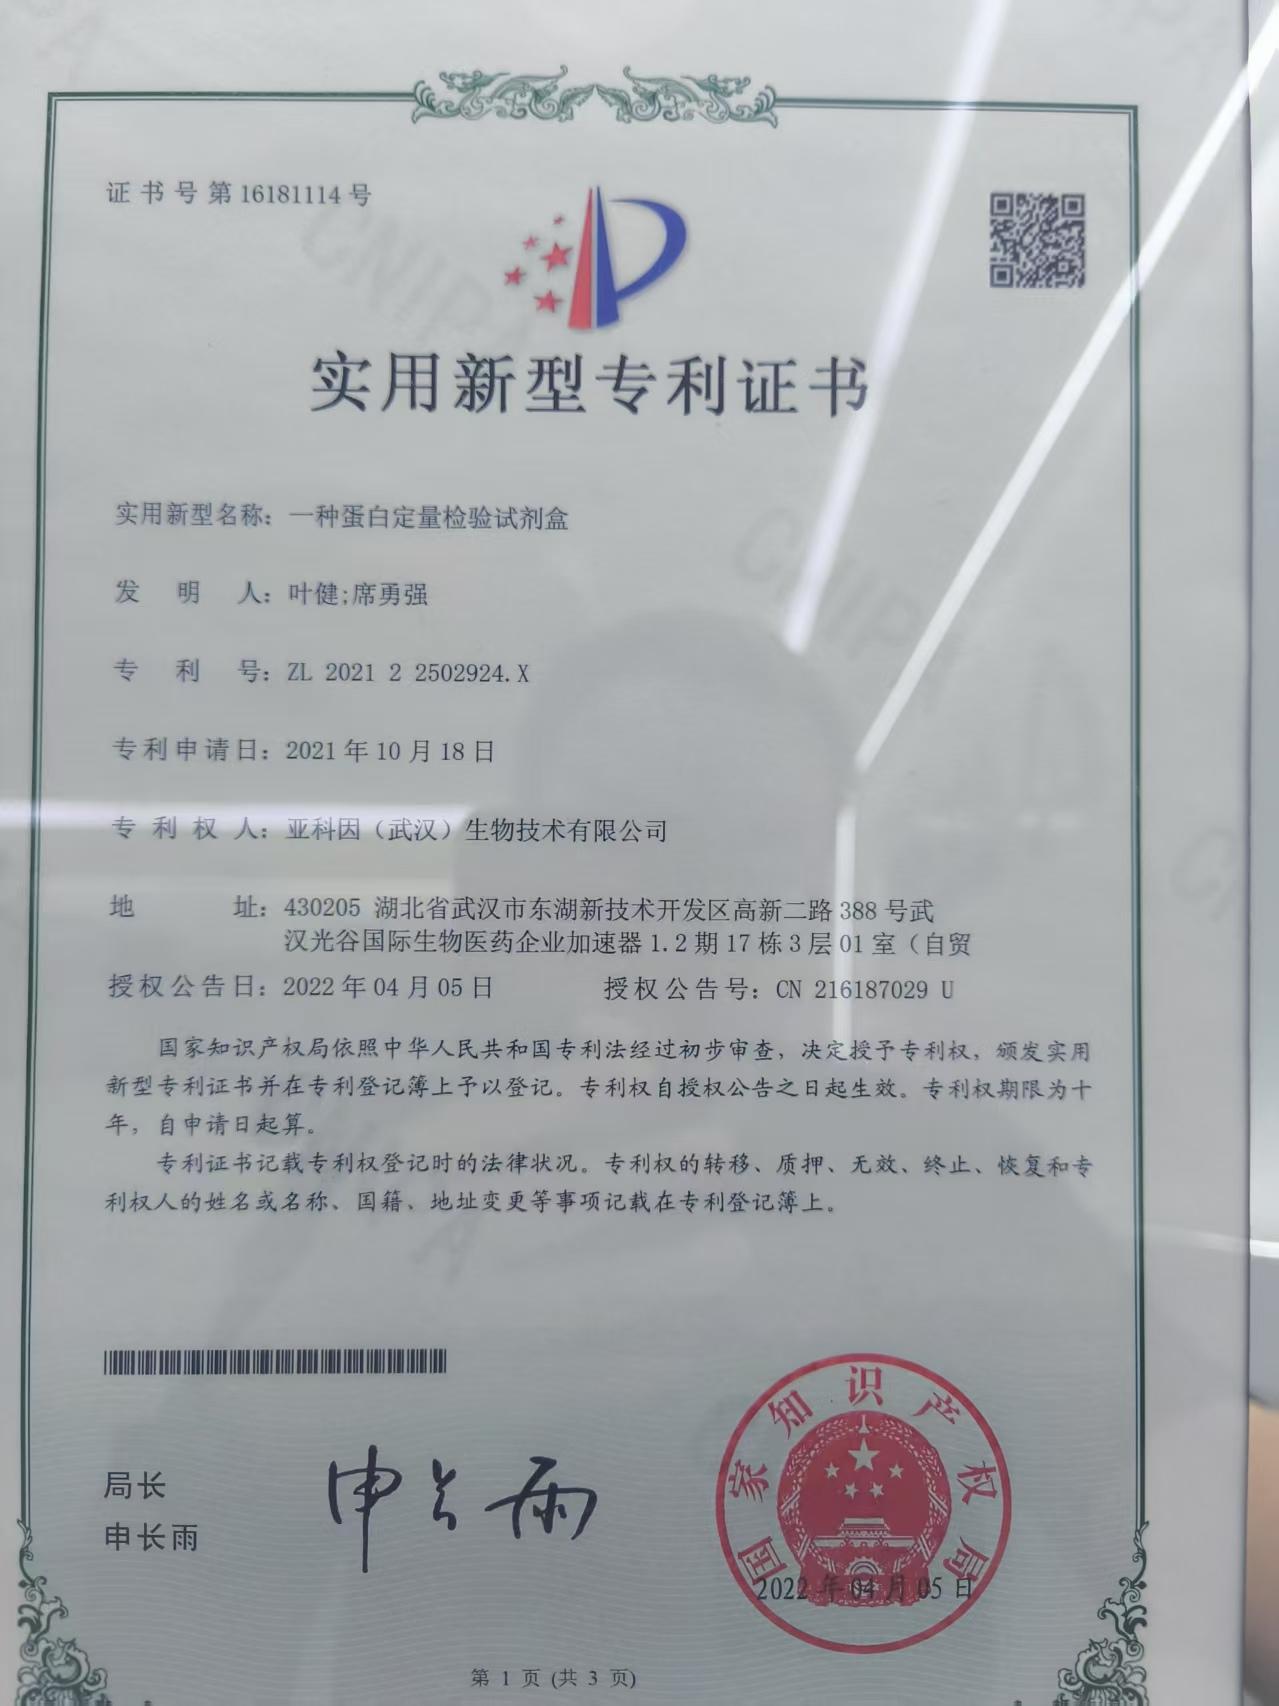 证书号第16181114号
实用新型专利证书
实用新型名称：一种蛋白定量检验试剂盒
发明人：叶健;席勇强
专利号：ZL 2021 2 2502924.X
专利申请日：2021年10月18日
专利权人：亚科因（武汉）生物技术有限公司
地址：430205 湖北省武汉市东湖新技术开发区高新二路388号武
汉光谷国际生物医药企业加速器1.2期17栋3层01室（自贸
授权公告日：2022年04月05日 授权公告号：CN 216187029 U
国家知识产权局依照中华人民共和国专利法经过初步审查，决定授予专利权，颁发实用
新型专利证书并在专利登记簿上予以登记。专利权自授权公告之日起生效。专利权期限为十
年，自申请日起算。
专利证书记载专利权登记时的法律状况。专利权的转移、质押、无效、终止、恢复和专
利权人的姓名或名称、国籍、地址变更等事项记载在专利登记簿上。
局长
申长雨
申长雨
国家知识产权局
2022年04月05日
第 1 页 (共 3 页)
CNIPA
CNIPA